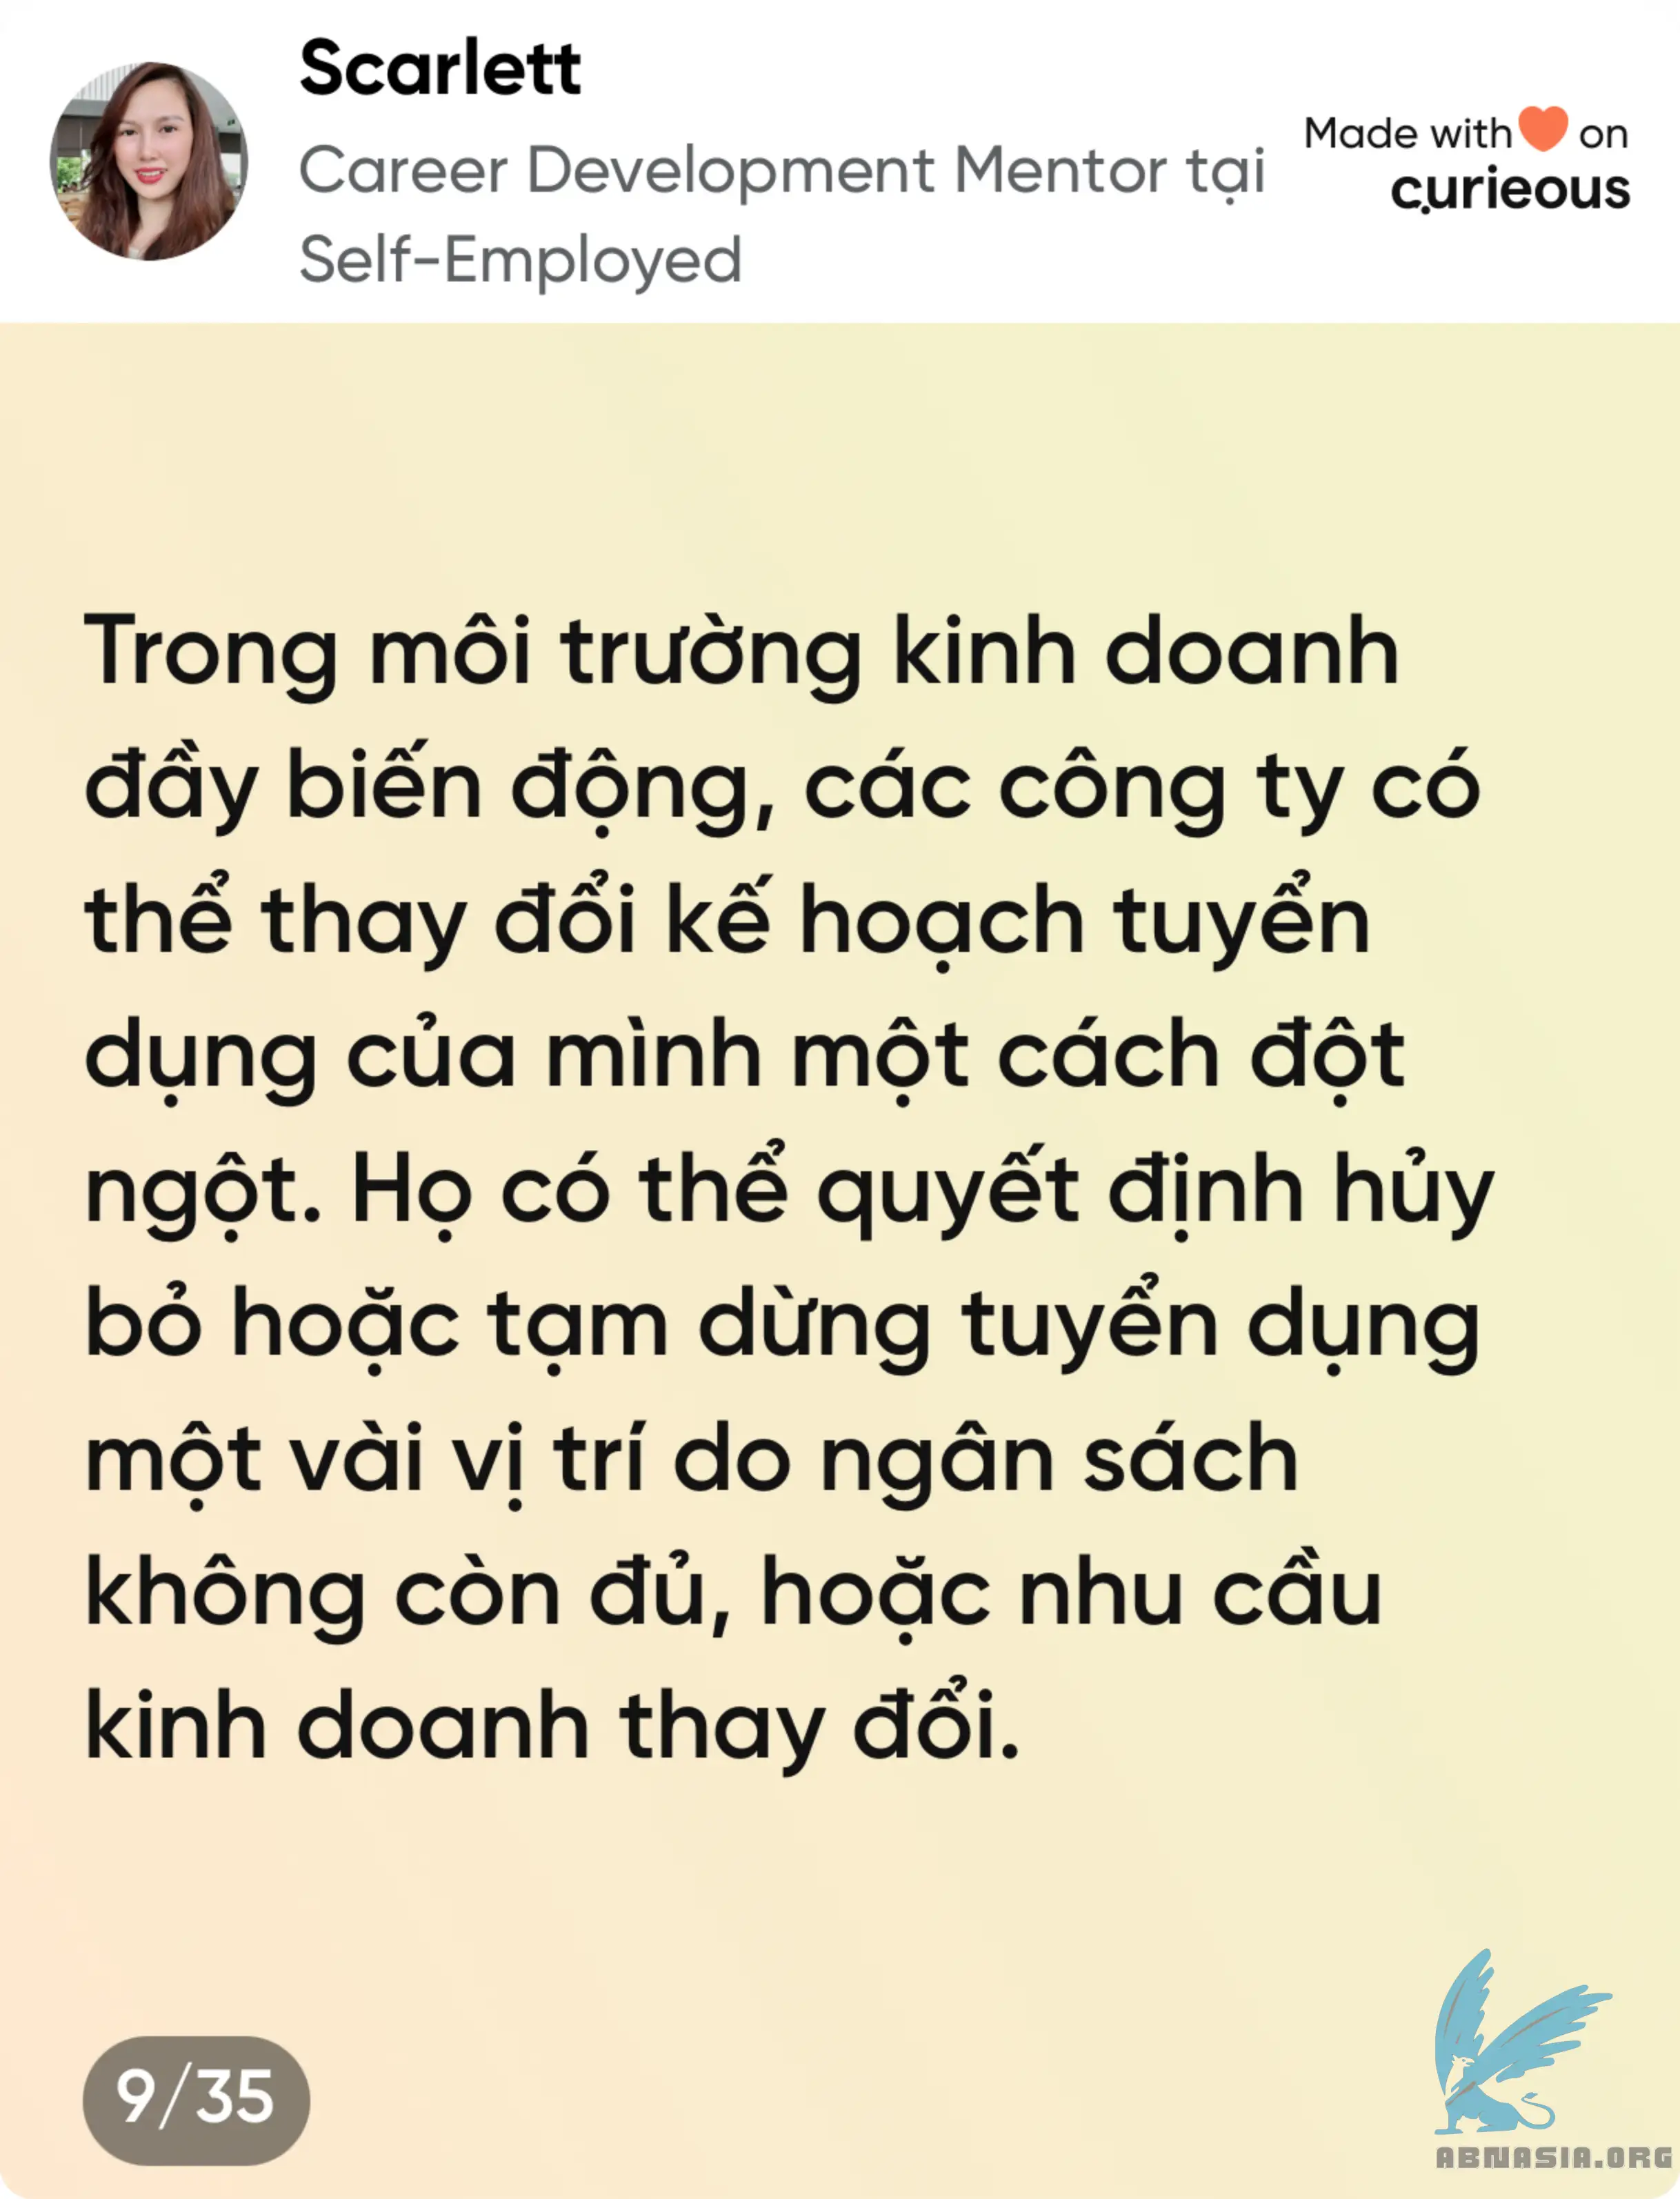 Scarlett
Career Development Mentor tại
Self-Employed
Made with ❤ on
curieous
Trong môi trường kinh doanh
đầy biến động, các công ty có
thể thay đổi kế hoạch tuyển
dụng của mình một cách đột
ngột. Họ có thể quyết định hủy
bỏ hoặc tạm dừng tuyển dụng
một vài vị trí do ngân sách
không còn đủ, hoặc nhu cầu
kinh doanh thay đổi.
9/35
ABNASIA.ORG